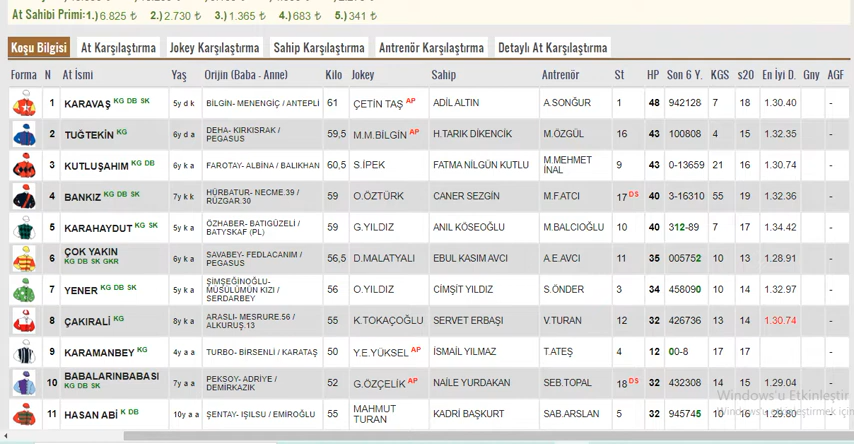 At Sahibi Primi: 1.) 6.825 ₺ 2.) 2.730 ₺ 3.) 1.365 ₺ 4.) 683 ₺ 5.) 341 ₺
Koşu Bilgisi At Karşılaştırma Jokey Karşılaştırma Sahip Karşılaştırma Antrenör Karşılaştırma Detaylı At Karşılaştırma
Forma N At İsmi Yaş Orijin (Baba - Anne) Kilo Jokey Sahip Antrenör St HP Son 6 Y. KGS s20 En İyi D. Gny AGF
1 KARAVAŞ KG DB SK 5y d k BİLGİN- MENENGİÇ / ANTEPLİ 61 ÇETİN TAŞ AP ADİL ALTIN A.SONĞUR 1 48 942128 7 18 1.30.40 -
2 TUĞTEKİN KG 6y d a DEHA- KIRKISRAK / PEGASUS 59,5 M.M.BİLGİN AP H.TARIK DİKENCİK M.ÖZGÜL 16 43 100808 4 15 1.32.35 -
3 KUTLUŞAHIM KG DB 6y k a FAROTAY- ALBİNA / BALIKHAN 60,5 S.İPEK FATMA NİLGÜN KUTLU M.MEHMET İNAL 9 43 0-13659 21 16 1.30.74 -
4 BANKIZ KG DB SK 7y k k HÜRBATUR- NECME.39 / RÜZGAR.30 59 O.ÖZTÜRK CANER SEZGİN M.F.ATCI 17 DS 40 3-16310 55 19 1.32.36 -
5 KARAHAYDUT KG SK 5y k a ÖZHABER- BATIGÜZELİ / BATYSKAF (PL) 59 G.YILDIZ ANIL KÖSEOĞLU M.BALCIOĞLU 10 40 312-89 7 17 1.34.42 -
6 ÇOK YAKIN KG DB SK GKR 6y k a SAVABEY- FEDLACANIM / PEGASUS 56,5 D.MALATYALI EBUL KASIM AVCI A.E.AVCI 11 35 005752 10 13 1.28.91 -
7 YENER KG DB SK 5y k a ŞİMŞEĞİNOĞLU- MÜSÜLÜMÜN KIZI / SERDARBEY 56 O.YILDIZ CİMŞİT YILDIZ S.ÖNDER 3 34 458090 10 14 1.32.97 -
8 ÇAKIRALİ KG 8y k a ARASLI- MESRURE.56 / ALKURUŞ.13 55 K.TOKAÇOĞLU SERVET ERBAŞI V.TURAN 12 32 426736 13 14 1.30.74 -
9 KARAMANBEY KG 4y a a TURBO- BİRSENLİ / KARATAŞ 50 Y.E.YÜKSEL AP İSMAİL YILMAZ T.ATEŞ 4 12 00-8 17 17 -
10 BABALARINBABASI KG DB SK 7y a a PEKSOY- ADRİYE / DEMİRKAZIK 52 G.ÖZÇELİK AP NAİLE YURDAKAN SEB.TOPAL 18 DS 32 432308 14 15 1.29.04 -
Windows'u Etkinleştir
11 HASAN ABİ K DB 10y a a ŞENTAY- IŞILSU / EMİROĞLU 55 MAHMUT TURAN KADRİ BAŞKURT SAB.ARSLAN 5 32 945745 10 16 1.29.80 -